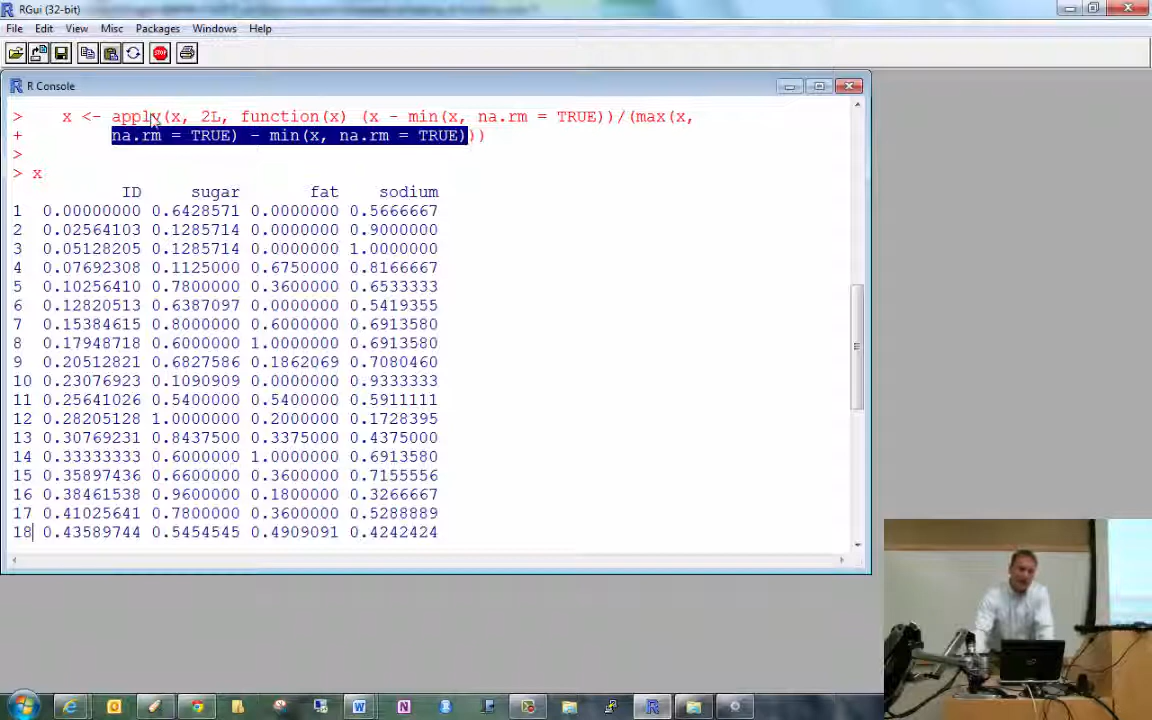 RGui (32-bit)
File Edit View Misc Packages Windows Help
R Console
> x <- apply(x, 2L, function(x) (x - min(x, na.rm = TRUE))/(max(x,
+ na.rm = TRUE) - min(x, na.rm = TRUE)))
>
> x
ID sugar fat sodium
1 0.00000000 0.6428571 0.0000000 0.5666667
2 0.02564103 0.1285714 0.0000000 0.9000000
3 0.05128205 0.1285714 0.0000000 1.0000000
4 0.07692308 0.1125000 0.6750000 0.8166667
5 0.10256410 0.7800000 0.3600000 0.6533333
6 0.12820513 0.6387097 0.0000000 0.5419355
7 0.15384615 0.8000000 0.6000000 0.6913580
8 0.17948718 0.6000000 1.0000000 0.6913580
9 0.20512821 0.6827586 0.1862069 0.7080460
10 0.23076923 0.1090909 0.0000000 0.9333333
11 0.25641026 0.5400000 0.5400000 0.5911111
12 0.28205128 1.0000000 0.2000000 0.1728395
13 0.30769231 0.8437500 0.3375000 0.4375000
14 0.33333333 0.6000000 1.0000000 0.6913580
15 0.35897436 0.6600000 0.3600000 0.7155556
16 0.38461538 0.9600000 0.1800000 0.3266667
17 0.41025641 0.7800000 0.3600000 0.5288889
18 0.43589744 0.5454545 0.4909091 0.4242424